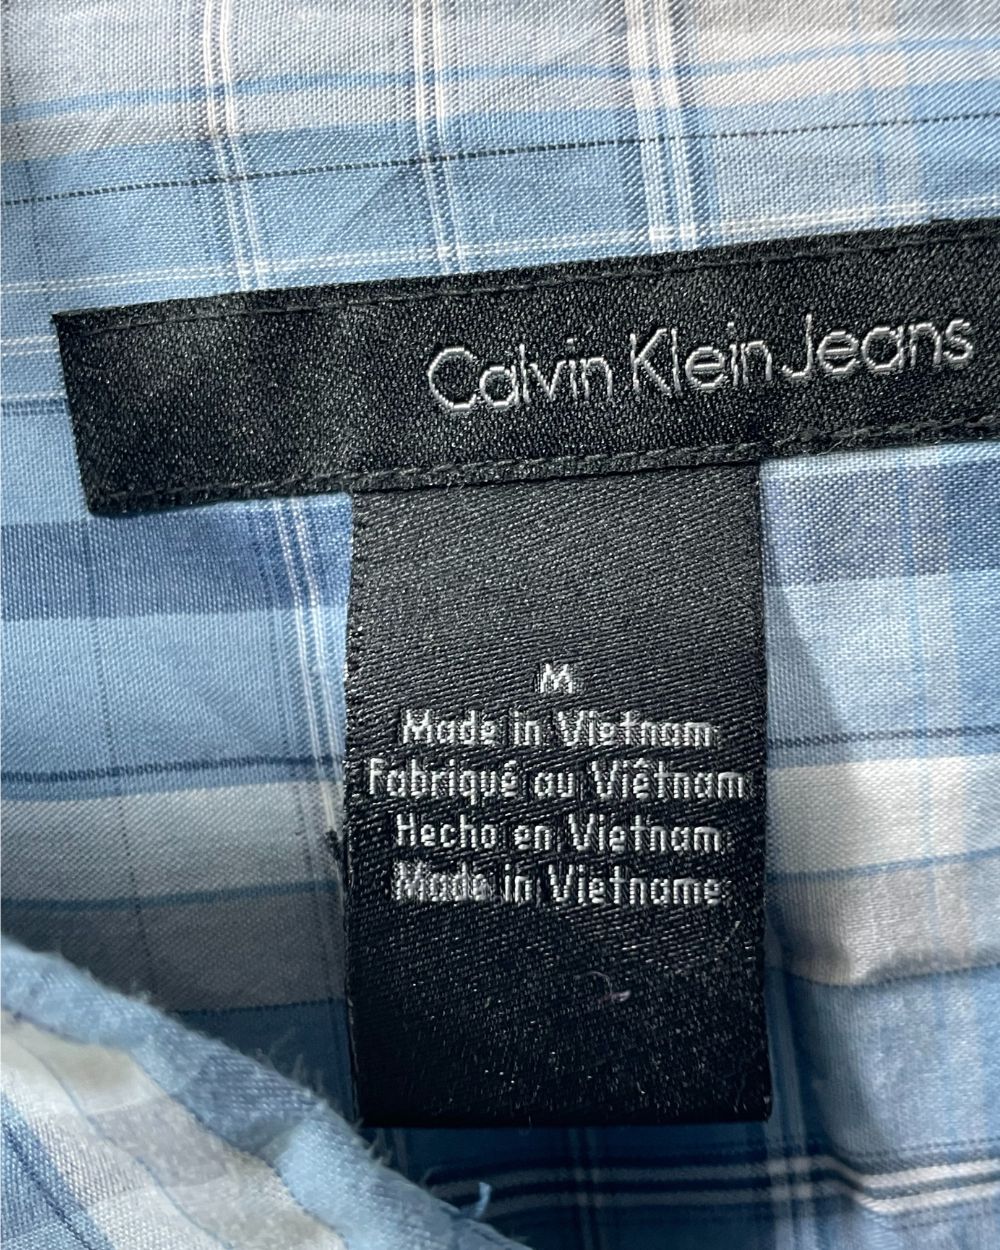 Calvin Klein Jeans
M
Made in Vietnam
Fabriqué au Viêtnam
Hecho en Vietnam
Made in Vietname